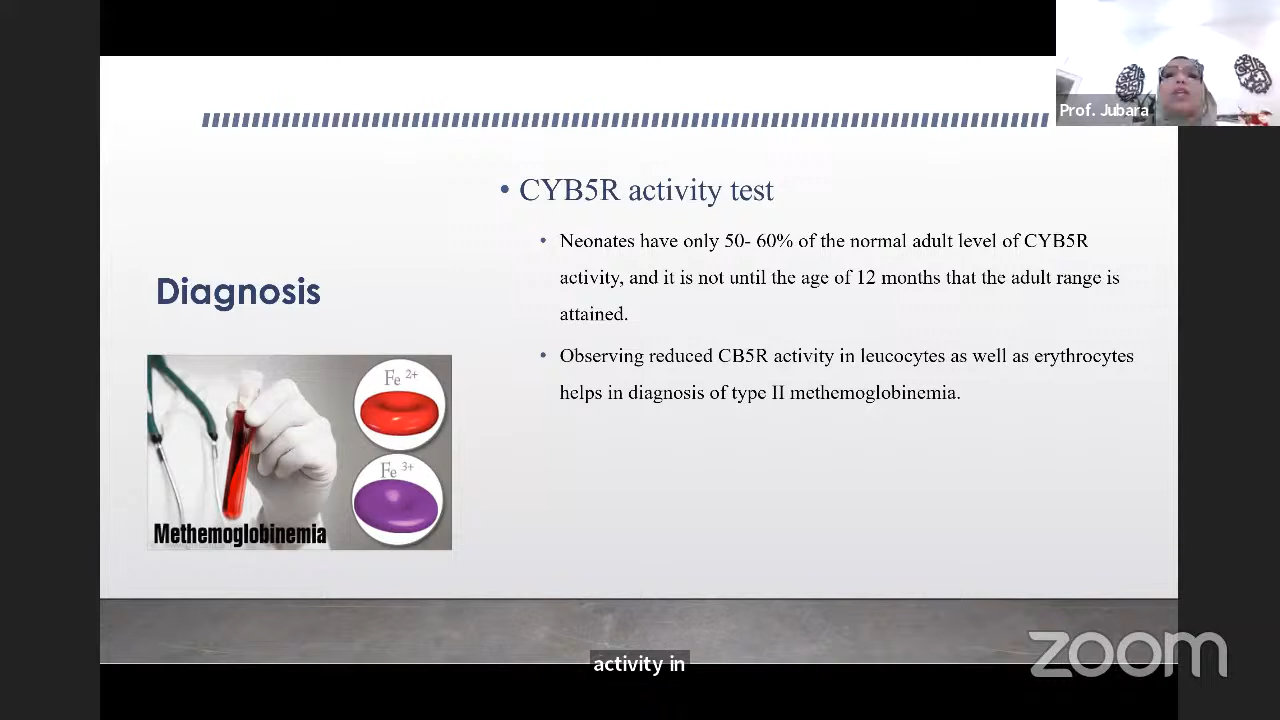 Prof. Jubara
• CYB5R activity test
• Neonates have only 50- 60% of the normal adult level of CYB5R
activity, and it is not until the age of 12 months that the adult range is
attained.
• Observing reduced CB5R activity in leucocytes as well as erythrocytes
helps in diagnosis of type II methemoglobinemia.
Diagnosis
Fe 2+
Fe 3+
Methemoglobinemia
activity in
zoom